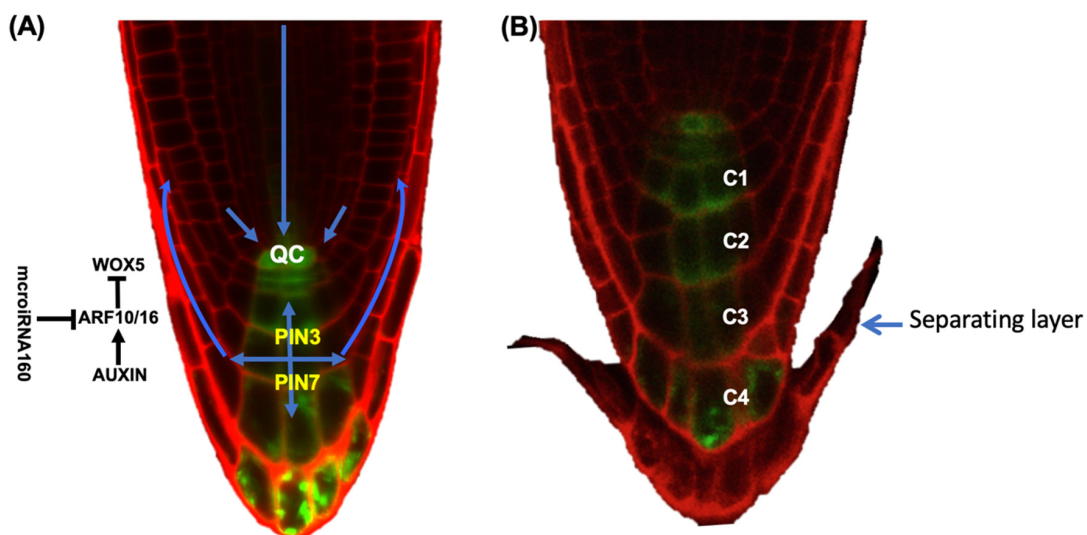 (A)
(B)
QC
C1
C2
C3
C4
WOX5
ARF10/16
AUXIN
mcroiRNA160
PIN3
PIN7
Separating layer